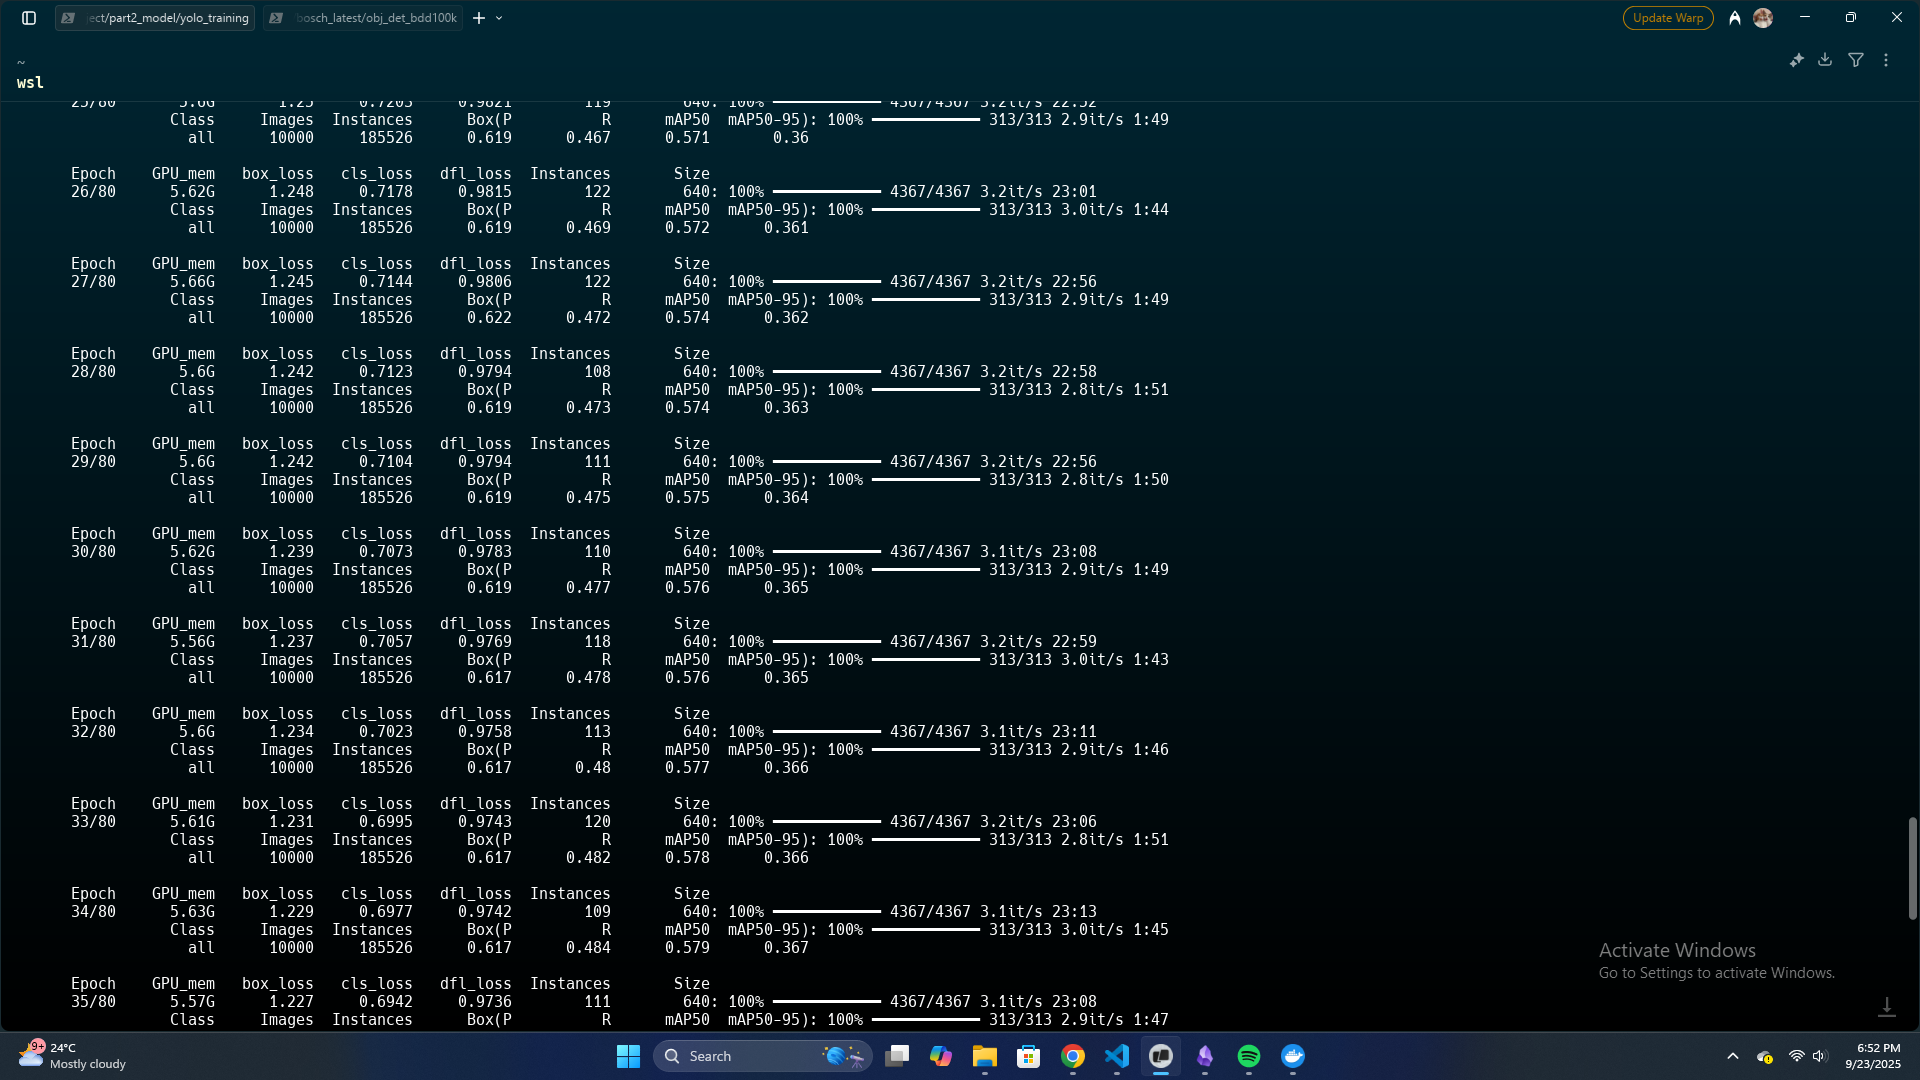 ect/part2_model/yolo_training
bosch_latest/obj_det_bdd100k
Update Warp
~
wsl
25/80 5.6G 1.25 0.7203 0.9821 119 640: 100% ━━━━━━━━━━━━ 4367/4367 3.2it/s 22:52
Class Images Instances Box(P R mAP50 mAP50-95): 100% ━━━━━━━━━━━━ 313/313 2.9it/s 1:49
all 10000 185526 0.619 0.467 0.571 0.36
Epoch GPU_mem box_loss cls_loss dfl_loss Instances Size
26/80 5.62G 1.248 0.7178 0.9815 122 640: 100% ━━━━━━━━━━━━ 4367/4367 3.2it/s 23:01
Class Images Instances Box(P R mAP50 mAP50-95): 100% ━━━━━━━━━━━━ 313/313 3.0it/s 1:44
all 10000 185526 0.619 0.469 0.572 0.361
Epoch GPU_mem box_loss cls_loss dfl_loss Instances Size
27/80 5.66G 1.245 0.7144 0.9806 122 640: 100% ━━━━━━━━━━━━ 4367/4367 3.2it/s 22:56
Class Images Instances Box(P R mAP50 mAP50-95): 100% ━━━━━━━━━━━━ 313/313 2.9it/s 1:49
all 10000 185526 0.622 0.472 0.574 0.362
Epoch GPU_mem box_loss cls_loss dfl_loss Instances Size
28/80 5.6G 1.242 0.7123 0.9794 108 640: 100% ━━━━━━━━━━━━ 4367/4367 3.2it/s 22:58
Class Images Instances Box(P R mAP50 mAP50-95): 100% ━━━━━━━━━━━━ 313/313 2.8it/s 1:51
all 10000 185526 0.619 0.473 0.574 0.363
Epoch GPU_mem box_loss cls_loss dfl_loss Instances Size
29/80 5.6G 1.242 0.7104 0.9794 111 640: 100% ━━━━━━━━━━━━ 4367/4367 3.2it/s 22:56
Class Images Instances Box(P R mAP50 mAP50-95): 100% ━━━━━━━━━━━━ 313/313 2.8it/s 1:50
all 10000 185526 0.619 0.475 0.575 0.364
Epoch GPU_mem box_loss cls_loss dfl_loss Instances Size
30/80 5.62G 1.239 0.7073 0.9783 110 640: 100% ━━━━━━━━━━━━ 4367/4367 3.1it/s 23:08
Class Images Instances Box(P R mAP50 mAP50-95): 100% ━━━━━━━━━━━━ 313/313 2.9it/s 1:49
all 10000 185526 0.619 0.477 0.576 0.365
Epoch GPU_mem box_loss cls_loss dfl_loss Instances Size
31/80 5.56G 1.237 0.7057 0.9769 118 640: 100% ━━━━━━━━━━━━ 4367/4367 3.2it/s 22:59
Class Images Instances Box(P R mAP50 mAP50-95): 100% ━━━━━━━━━━━━ 313/313 3.0it/s 1:43
all 10000 185526 0.617 0.478 0.576 0.365
Epoch GPU_mem box_loss cls_loss dfl_loss Instances Size
32/80 5.6G 1.234 0.7023 0.9758 113 640: 100% ━━━━━━━━━━━━ 4367/4367 3.1it/s 23:11
Class Images Instances Box(P R mAP50 mAP50-95): 100% ━━━━━━━━━━━━ 313/313 2.9it/s 1:46
all 10000 185526 0.617 0.48 0.577 0.366
Epoch GPU_mem box_loss cls_loss dfl_loss Instances Size
33/80 5.61G 1.231 0.6995 0.9743 120 640: 100% ━━━━━━━━━━━━ 4367/4367 3.2it/s 23:06
Class Images Instances Box(P R mAP50 mAP50-95): 100% ━━━━━━━━━━━━ 313/313 2.8it/s 1:51
all 10000 185526 0.617 0.482 0.578 0.366
Epoch GPU_mem box_loss cls_loss dfl_loss Instances Size
34/80 5.63G 1.229 0.6977 0.9742 109 640: 100% ━━━━━━━━━━━━ 4367/4367 3.1it/s 23:13
Class Images Instances Box(P R mAP50 mAP50-95): 100% ━━━━━━━━━━━━ 313/313 3.0it/s 1:45
all 10000 185526 0.617 0.484 0.579 0.367
Epoch GPU_mem box_loss cls_loss dfl_loss Instances Size
35/80 5.57G 1.227 0.6942 0.9736 111 640: 100% ━━━━━━━━━━━━ 4367/4367 3.1it/s 23:08
Class Images Instances Box(P R mAP50 mAP50-95): 100% ━━━━━━━━━━━━ 313/313 2.9it/s 1:47
Activate Windows
Go to Settings to activate Windows.
9+
24°C
Mostly cloudy
Search
6:52 PM
9/23/2025